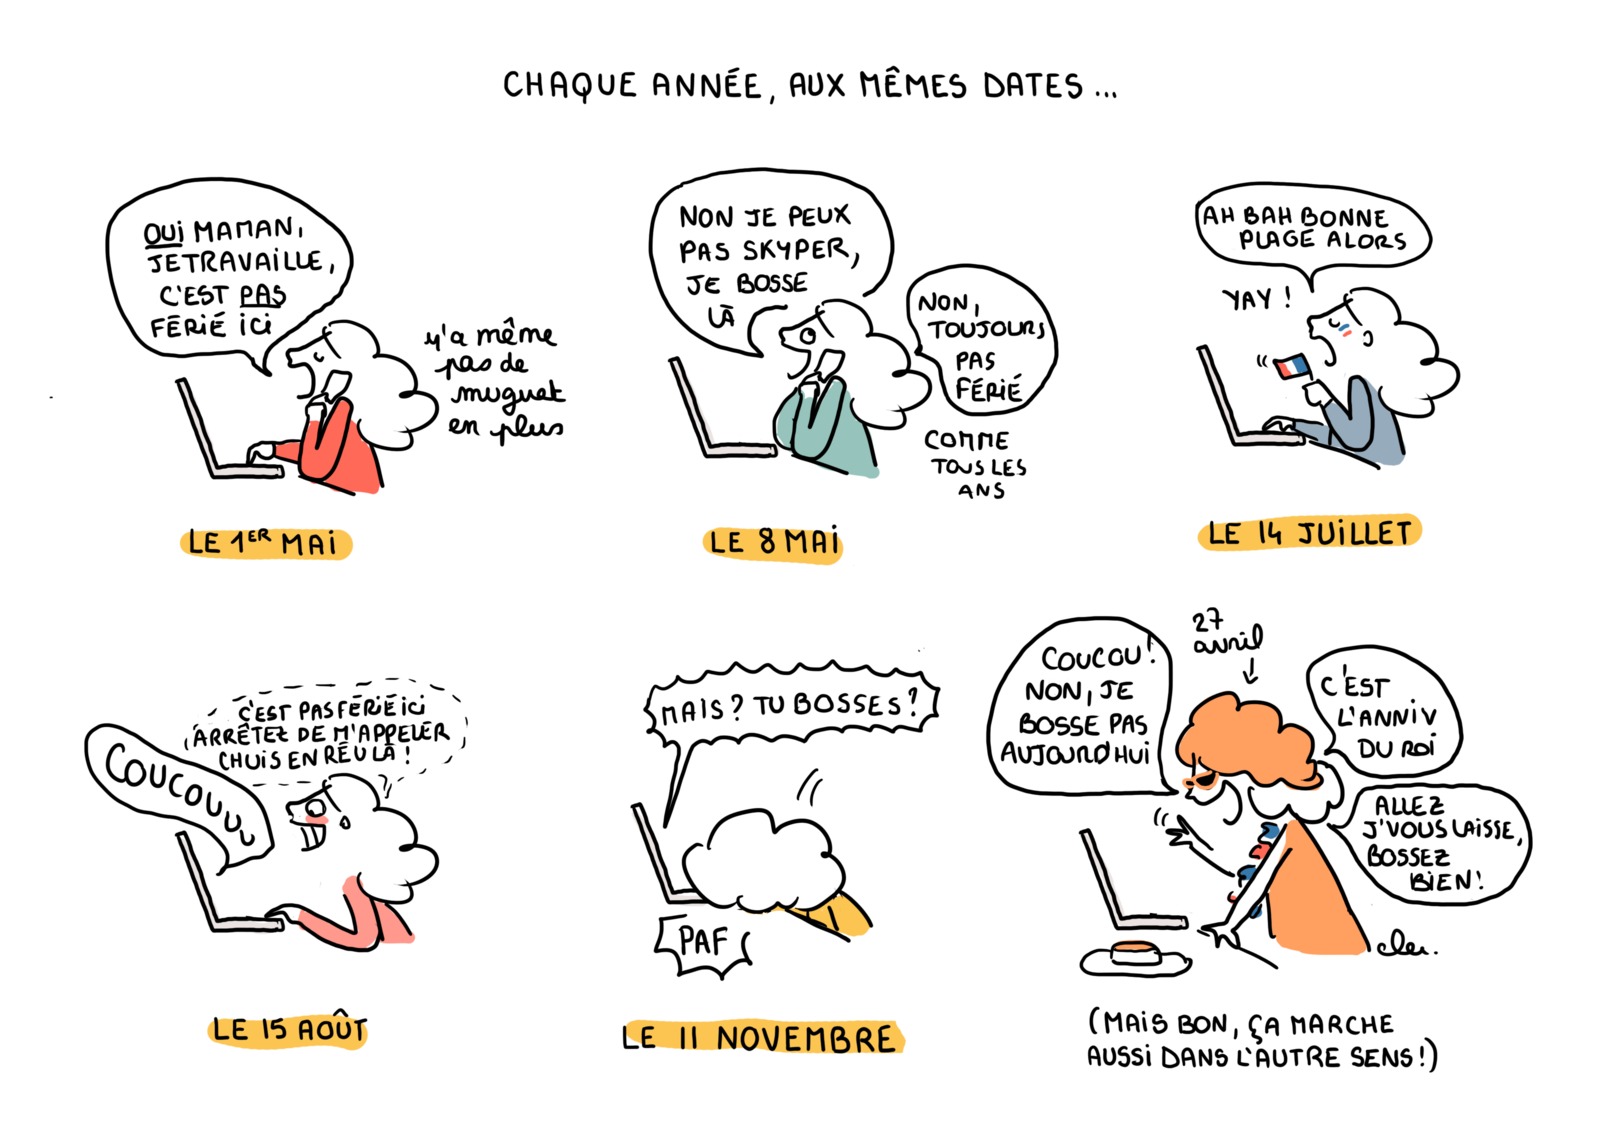 CHAQUE ANNÉE, AUX MÊMES DATES...
OUI MAMAN,
JE TRAVAILLE,
C'EST PAS
FÉRIÉ ICI
y'a même
pas de
muguet
en plus
LE 1ER MAI
NON JE PEUX
PAS SKYPER,
JE BOSSE
LÀ
NON,
TOUJOURS
PAS
FÉRIÉ
COMME
TOUS LES
ANS
LE 8 MAI
AH BAH BONNE
PLAGE ALORS
YAY !
LE 14 JUILLET
C'EST PAS FÉRIÉ ICI
ARRÊTEZ DE M'APPELER
CHUIS EN RÉU LÀ !
COUCOUUU
LE 15 AOÛT
MAIS ? TU BOSSES ?
PAF
LE 11 NOVEMBRE
27
avril
COUCOU !
NON, JE
BOSSE PAS
AUJOURD'HUI
C'EST
L'ANNIV
DU ROI
ALLEZ
J'VOUS LAISSE,
BOSSEZ
BIEN !
(MAIS BON, ÇA MARCHE
AUSSI DANS L'AUTRE SENS !)